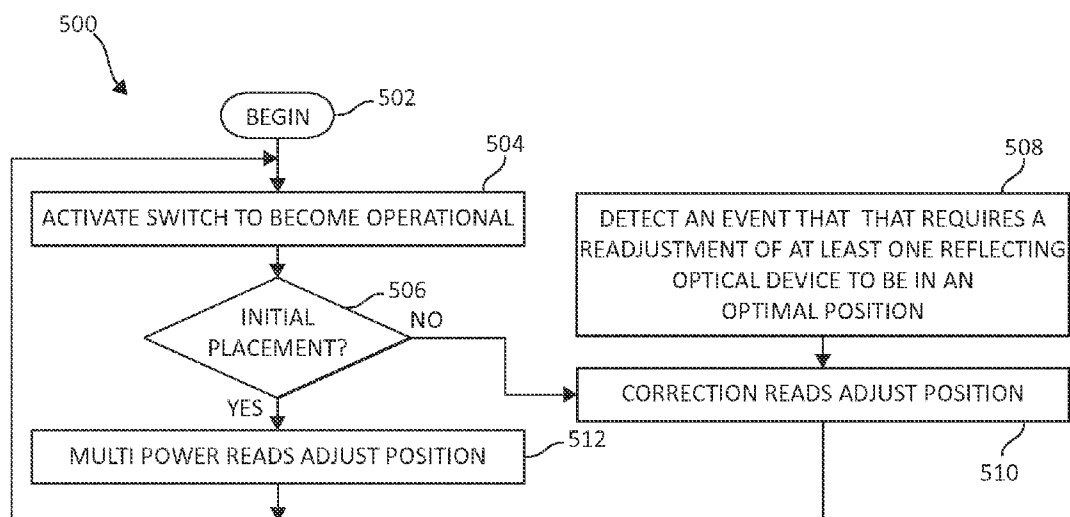 500
BEGIN
502
504
ACTIVATE SWITCH TO BECOME OPERATIONAL
506
INITIAL
PLACEMENT?
NO
YES
MULTI POWER READS ADJUST POSITION
512
508
DETECT AN EVENT THAT THAT REQUIRES A
READJUSTMENT OF AT LEAST ONE REFLECTING
OPTICAL DEVICE TO BE IN AN
OPTIMAL POSITION
CORRECTION READS ADJUST POSITION
510